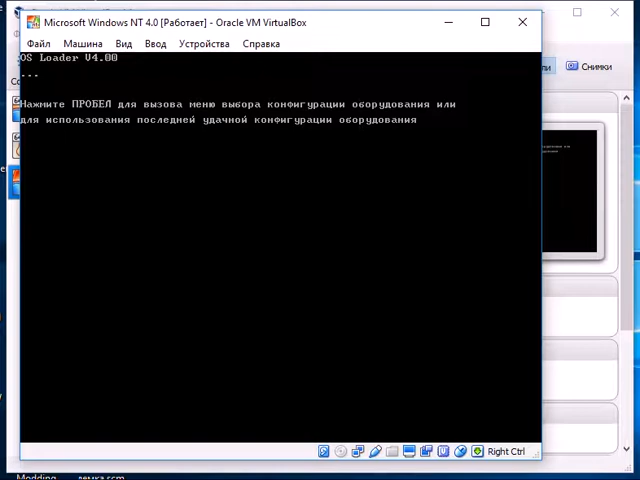 Microsoft Windows NT 4.0 [Работает] - Oracle VM VirtualBox
Файл Машина Вид Ввод Устройства Справка
OS Loader V4.00
...
Нажмите ПРОБЕЛ для вызова меню выбора конфигурации оборудования или
для использования последней удачной конфигурации оборудования
Снимки
Right Ctrl
Modding